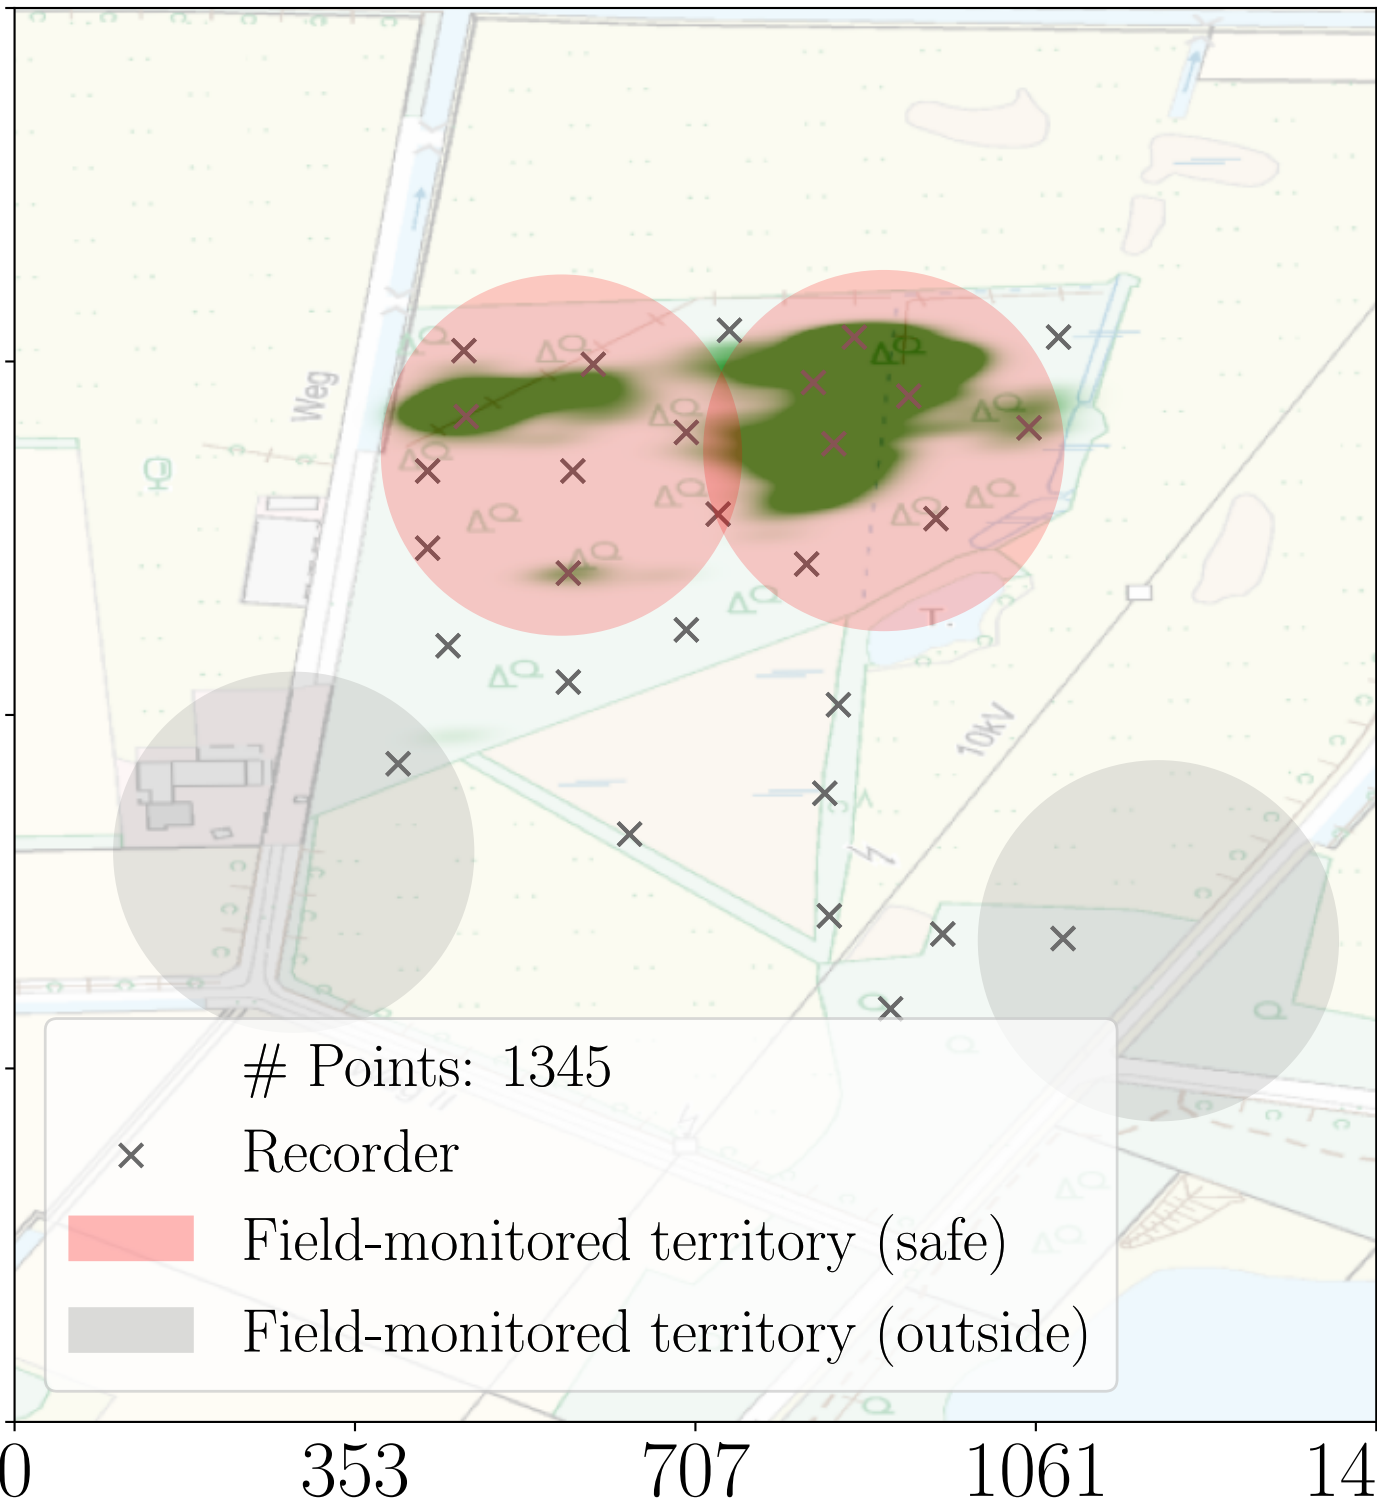 Weg
T.
10kV
# Points: 1345
Recorder
Field-monitored territory (safe)
Field-monitored territory (outside)
0 353 707 1061 14